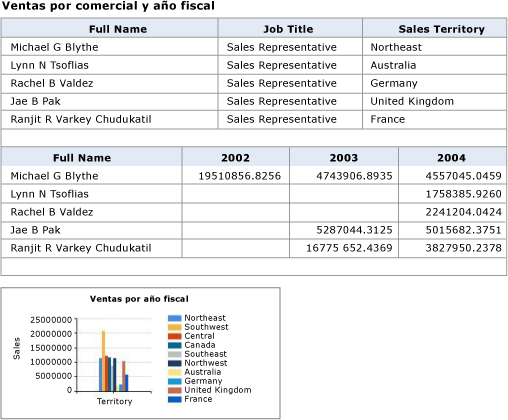 Ventas por comercial y año fiscal
Full Name Job Title Sales Territory
Michael G Blythe Sales Representative Northeast
Lynn N Tsoflias Sales Representative Australia
Rachel B Valdez Sales Representative Germany
Jae B Pak Sales Representative United Kingdom
Ranjit R Varkey Chudukatil Sales Representative France
Full Name 2002 2003 2004
Michael G Blythe 19510856.8256 4743906.8935 4557045.0459
Lynn N Tsoflias 1758385.9260
Rachel B Valdez 2241204.0424
Jae B Pak 5287044.3125 5015682.3751
Ranjit R Varkey Chudukatil 16775 652.4369 3827950.2378
Ventas por año fiscal
Sales
25000000
20000000
15000000
10000000
5000000
0
Territory
Northeast
Southwest
Central
Canada
Southeast
Northwest
Australia
Germany
United Kingdom
France